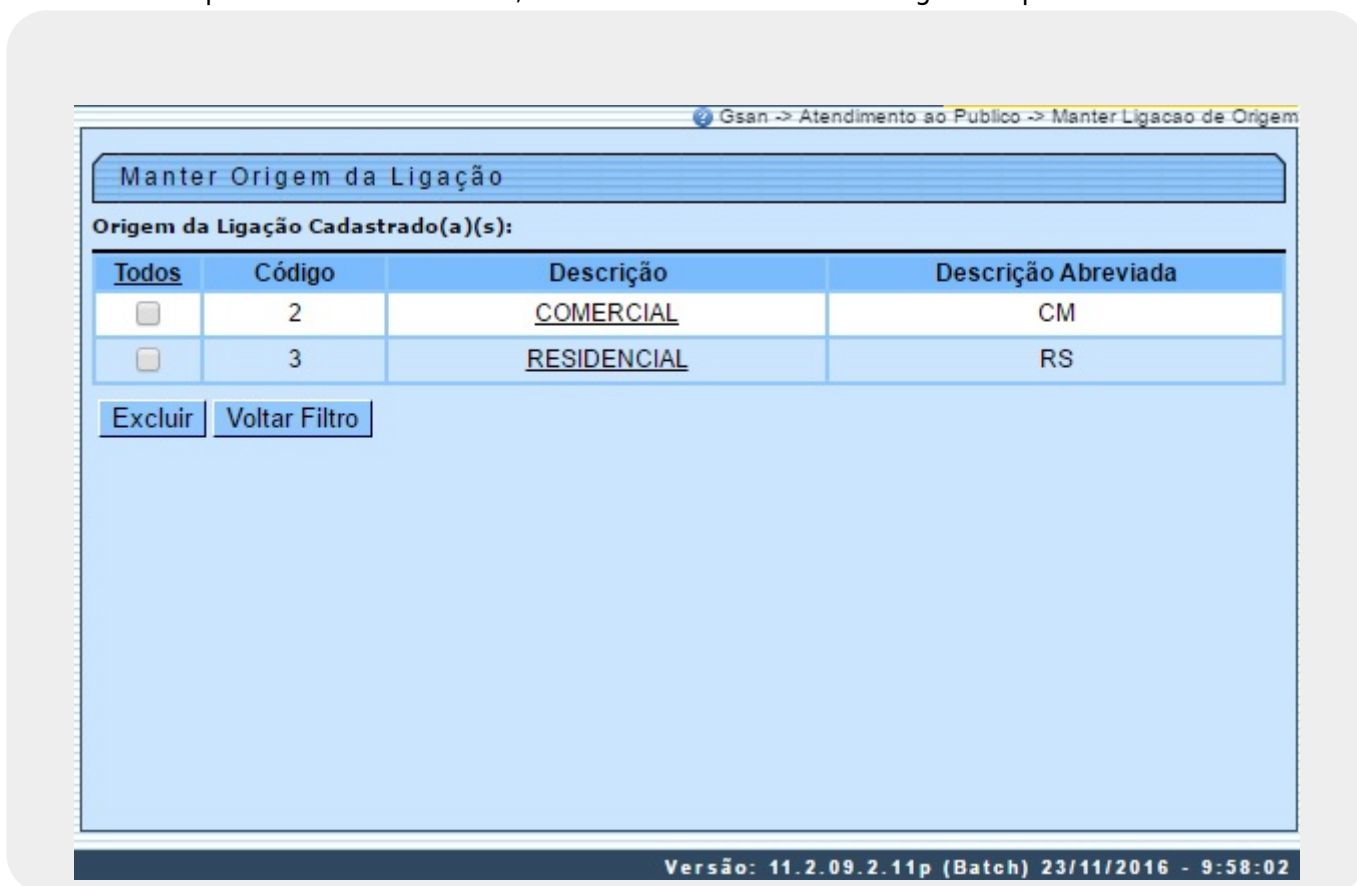 Gsan -> Atendimento ao Publico -> Manter Ligacao de Origem
Manter Origem da Ligação
Origem da Ligação Cadastrado(a)(s):
Todos Código Descrição Descrição Abreviada
2 COMERCIAL CM
3 RESIDENCIAL RS
Excluir Voltar Filtro
Versão: 11.2.09.2.11p (Batch) 23/11/2016 - 9:58:02